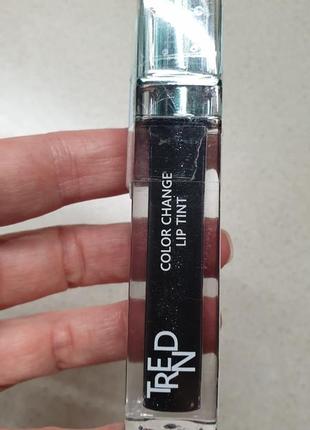 COLOR CHANGE
LIP TINT
TREND